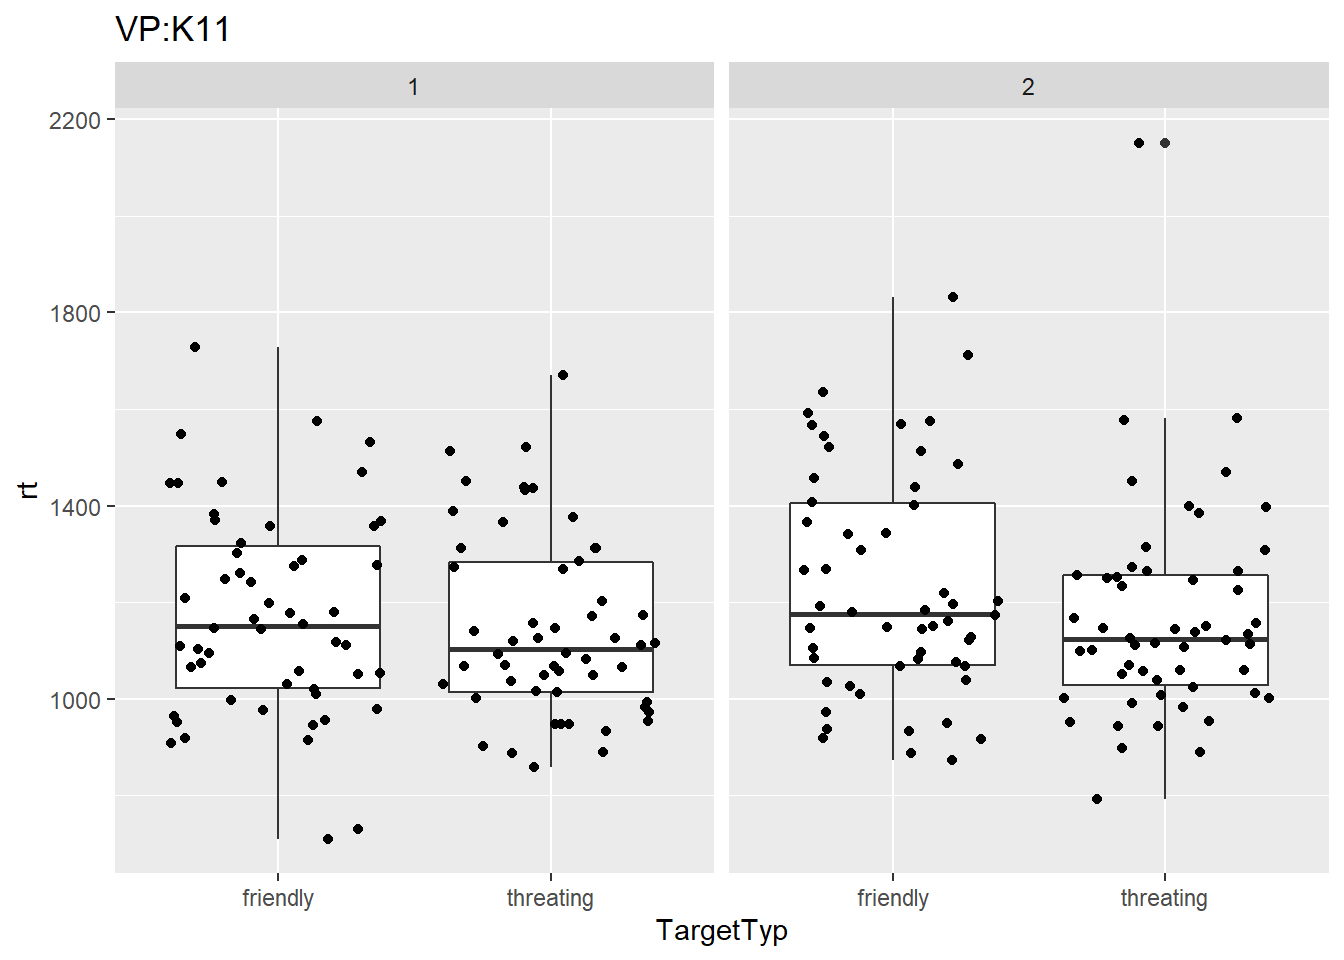 VP:K11
1
2
2200
1800
1400
1000
rt
friendly
threating
friendly
threating
TargetTyp